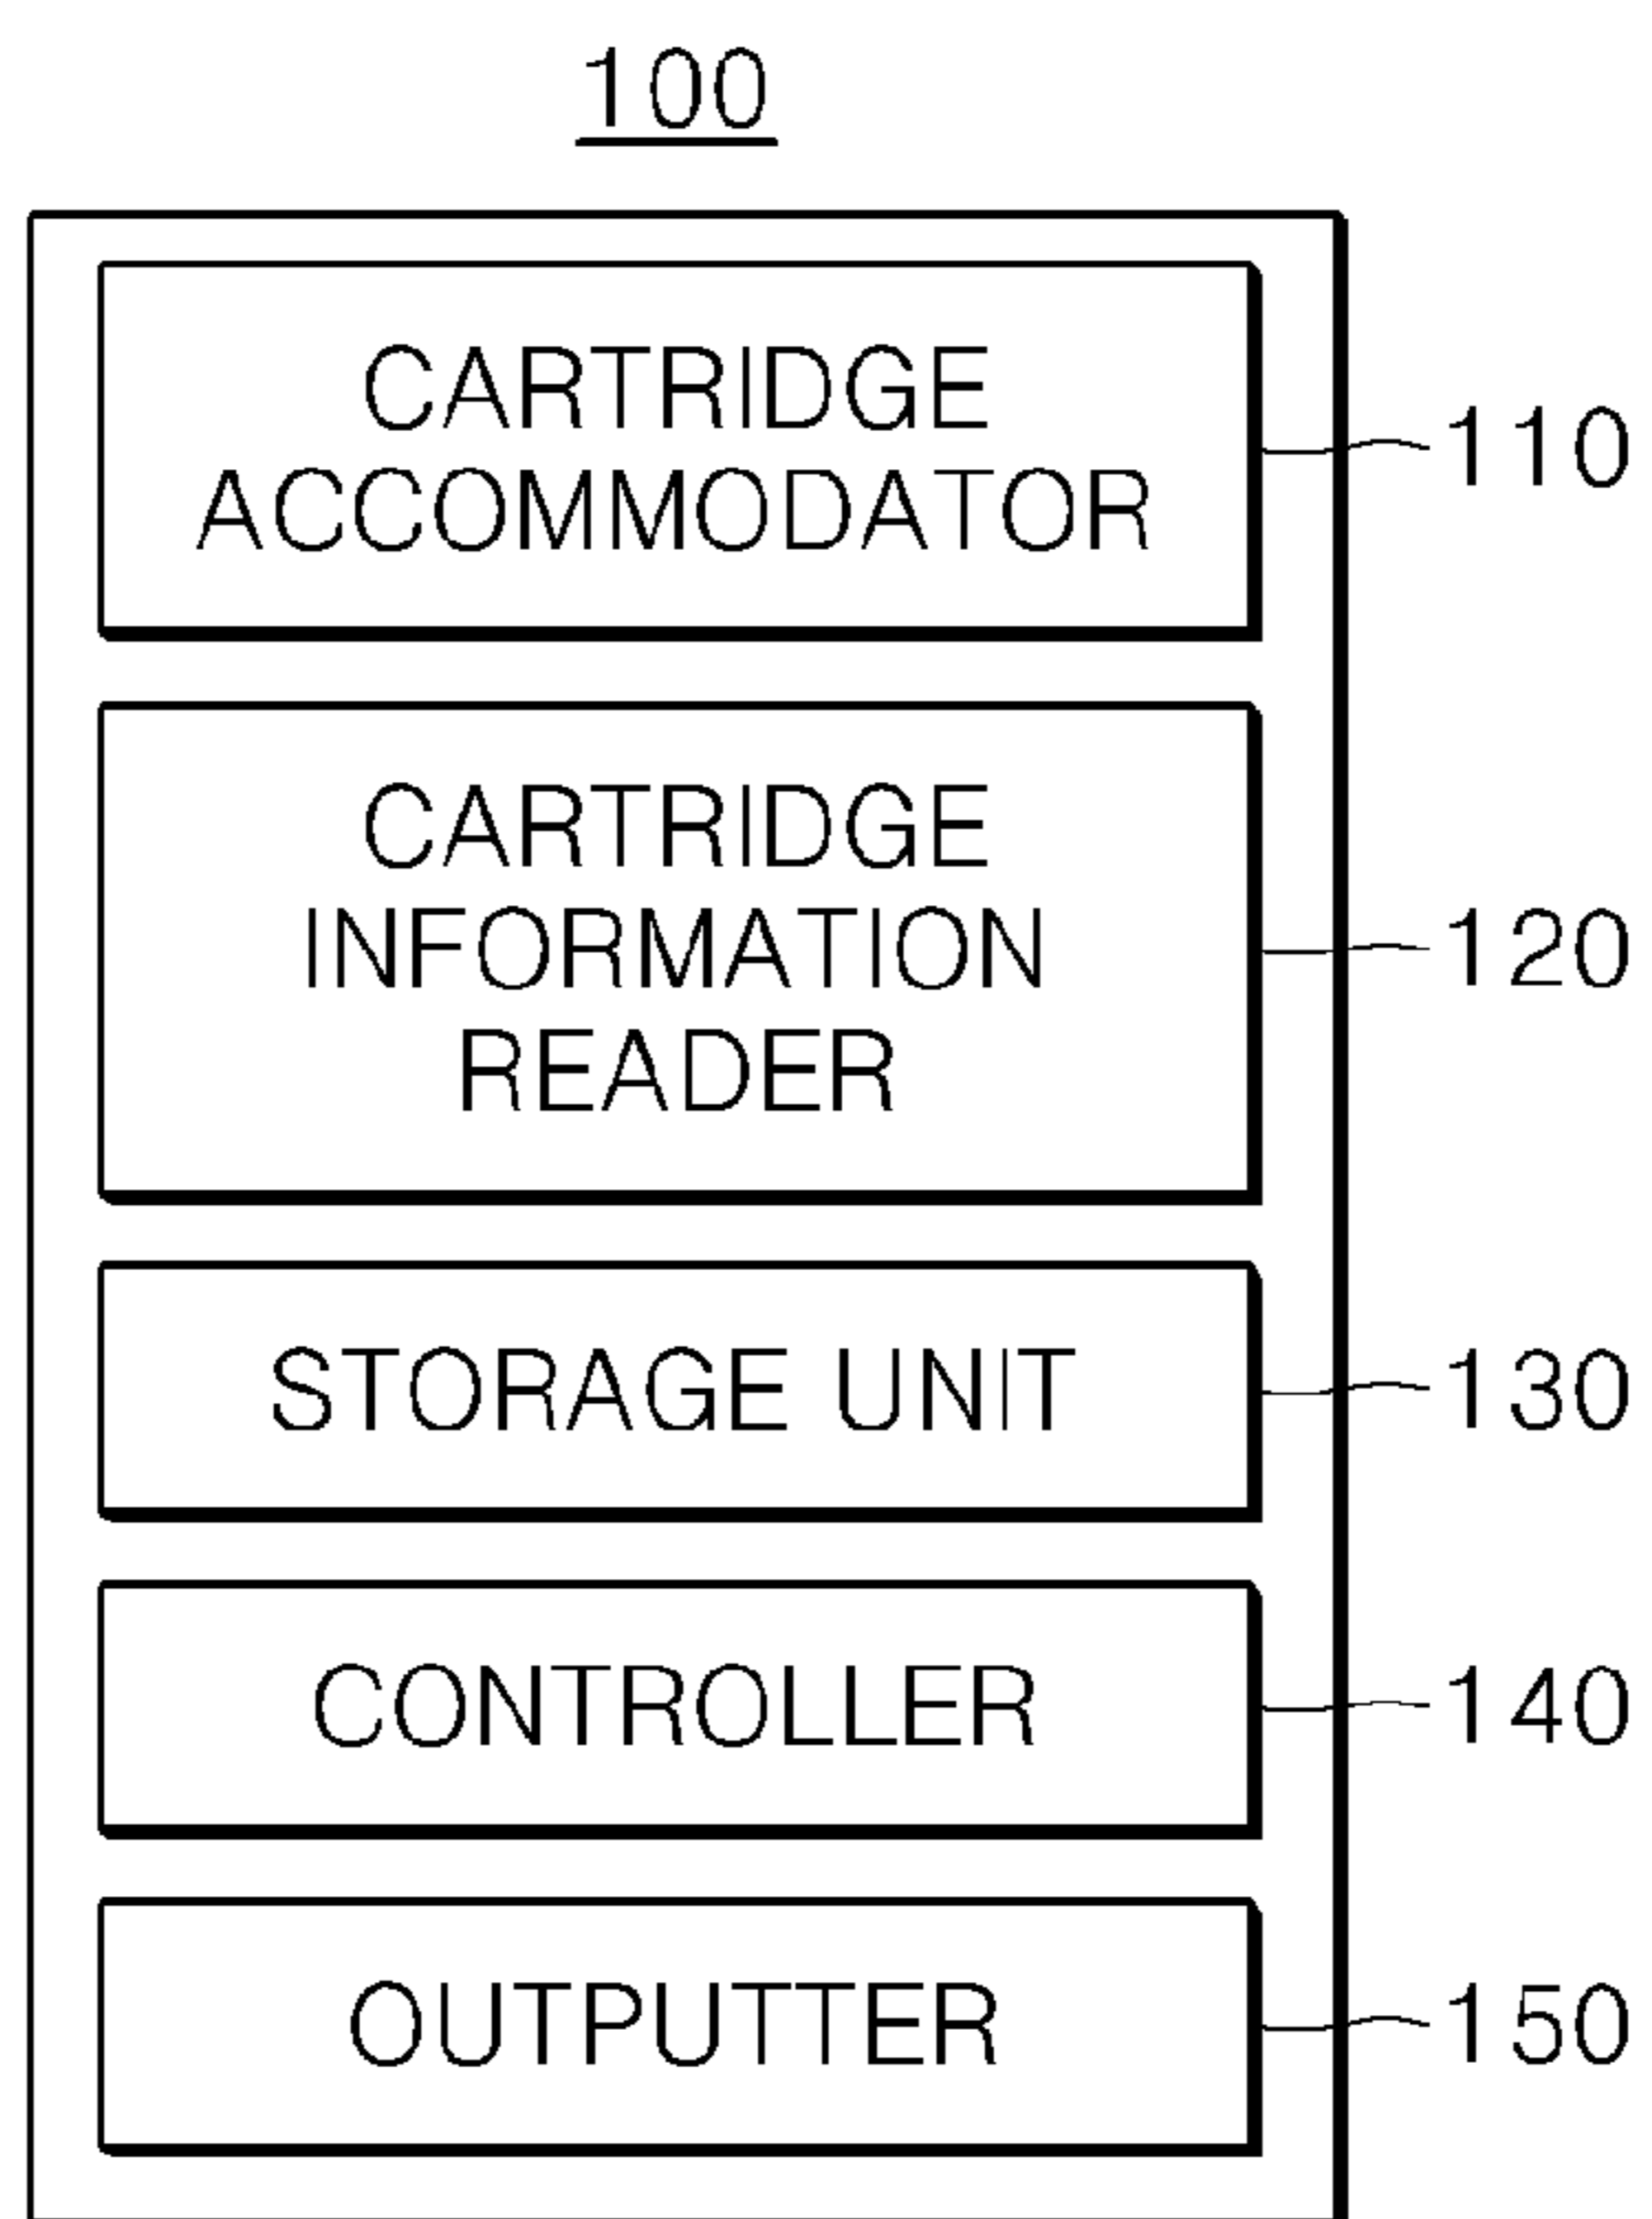 100
CARTRIDGE
ACCOMMODATOR
110
CARTRIDGE
INFORMATION
READER
120
STORAGE UNIT
130
CONTROLLER
140
OUTPUTTER
150